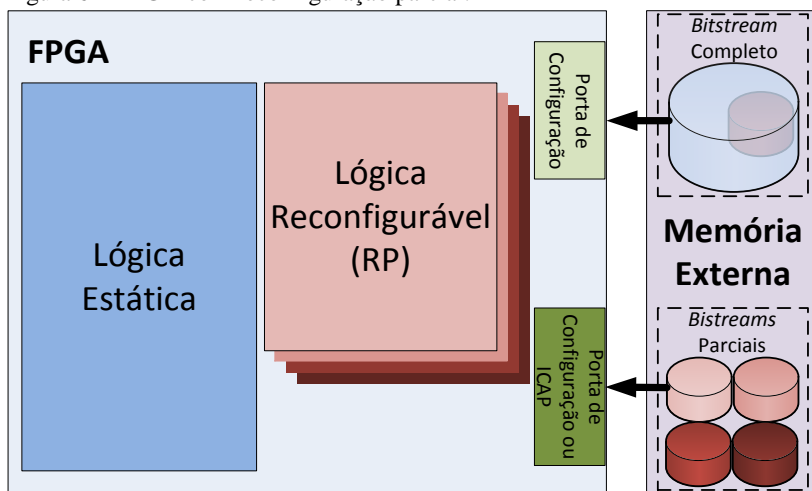 FPGA
Lógica
Estática
Lógica
Reconfigurável
(RP)
Porta de
Configuração
Porta de
Configuração ou
ICAP
Bitstream
Completo
Memória
Externa
Bistreams
Parciais